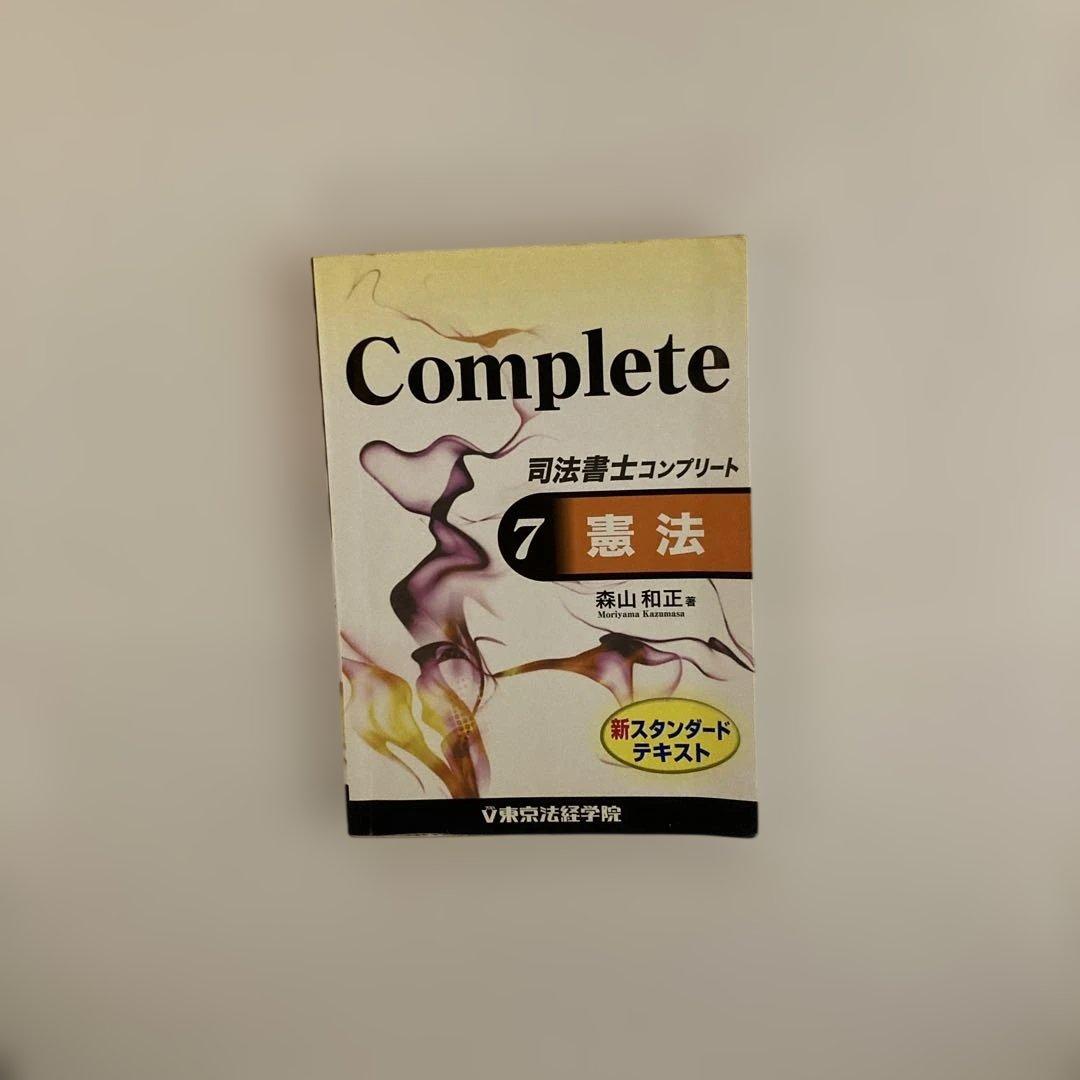 Complete
司法書士コンプリート
7 憲法
森山 和正 著
Moriyama Kazumasa
新スタンダード
テキスト
東京法経学院